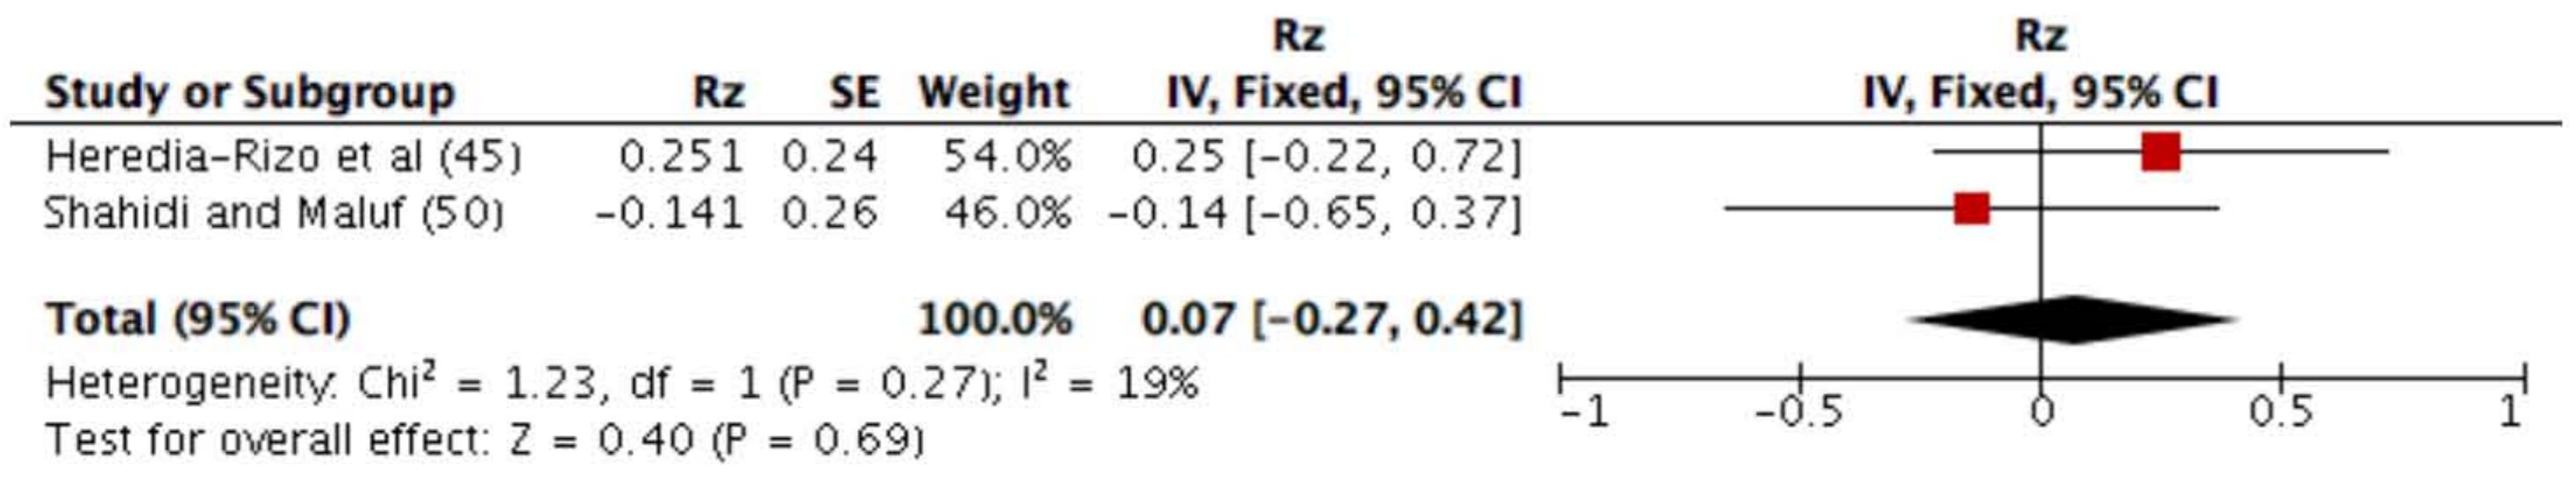 Rz Rz
Study or Subgroup Rz SE Weight IV, Fixed, 95% CI IV, Fixed, 95% CI
Heredia-Rizo et al (45) 0.251 0.24 54.0% 0.25 [-0.22, 0.72]
Shahidi and Maluf (50) -0.141 0.26 46.0% -0.14 [-0.65, 0.37]
Total (95% CI) 100.0% 0.07 [-0.27, 0.42]
Heterogeneity: Chi² = 1.23, df = 1 (P = 0.27); I² = 19%
-1 -0.5 0 0.5 1
Test for overall effect: Z = 0.40 (P = 0.69)